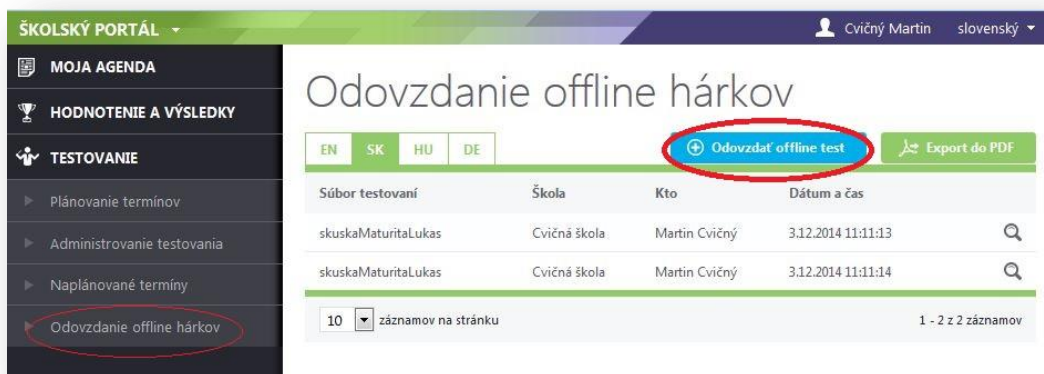 ŠKOLSKÝ PORTÁL
Cvičný Martin slovenský
MOJA AGENDA
HODNOTENIE A VÝSLEDKY
TESTOVANIE
Plánovanie termínov
Administrovanie testovania
Naplánované termíny
Odovzdanie offline hárkov
Odovzdanie offline hárkov
EN SK HU DE
Odovzdať offline test
Export do PDF
Súbor testovaní Škola Kto Dátum a čas
skuskaMaturitaLukas Cvičná škola Martin Cvičný 3.12.2014 11:11:13
skuskaMaturitaLukas Cvičná škola Martin Cvičný 3.12.2014 11:11:14
10 záznamov na stránku 1 - 2 z 2 záznamov